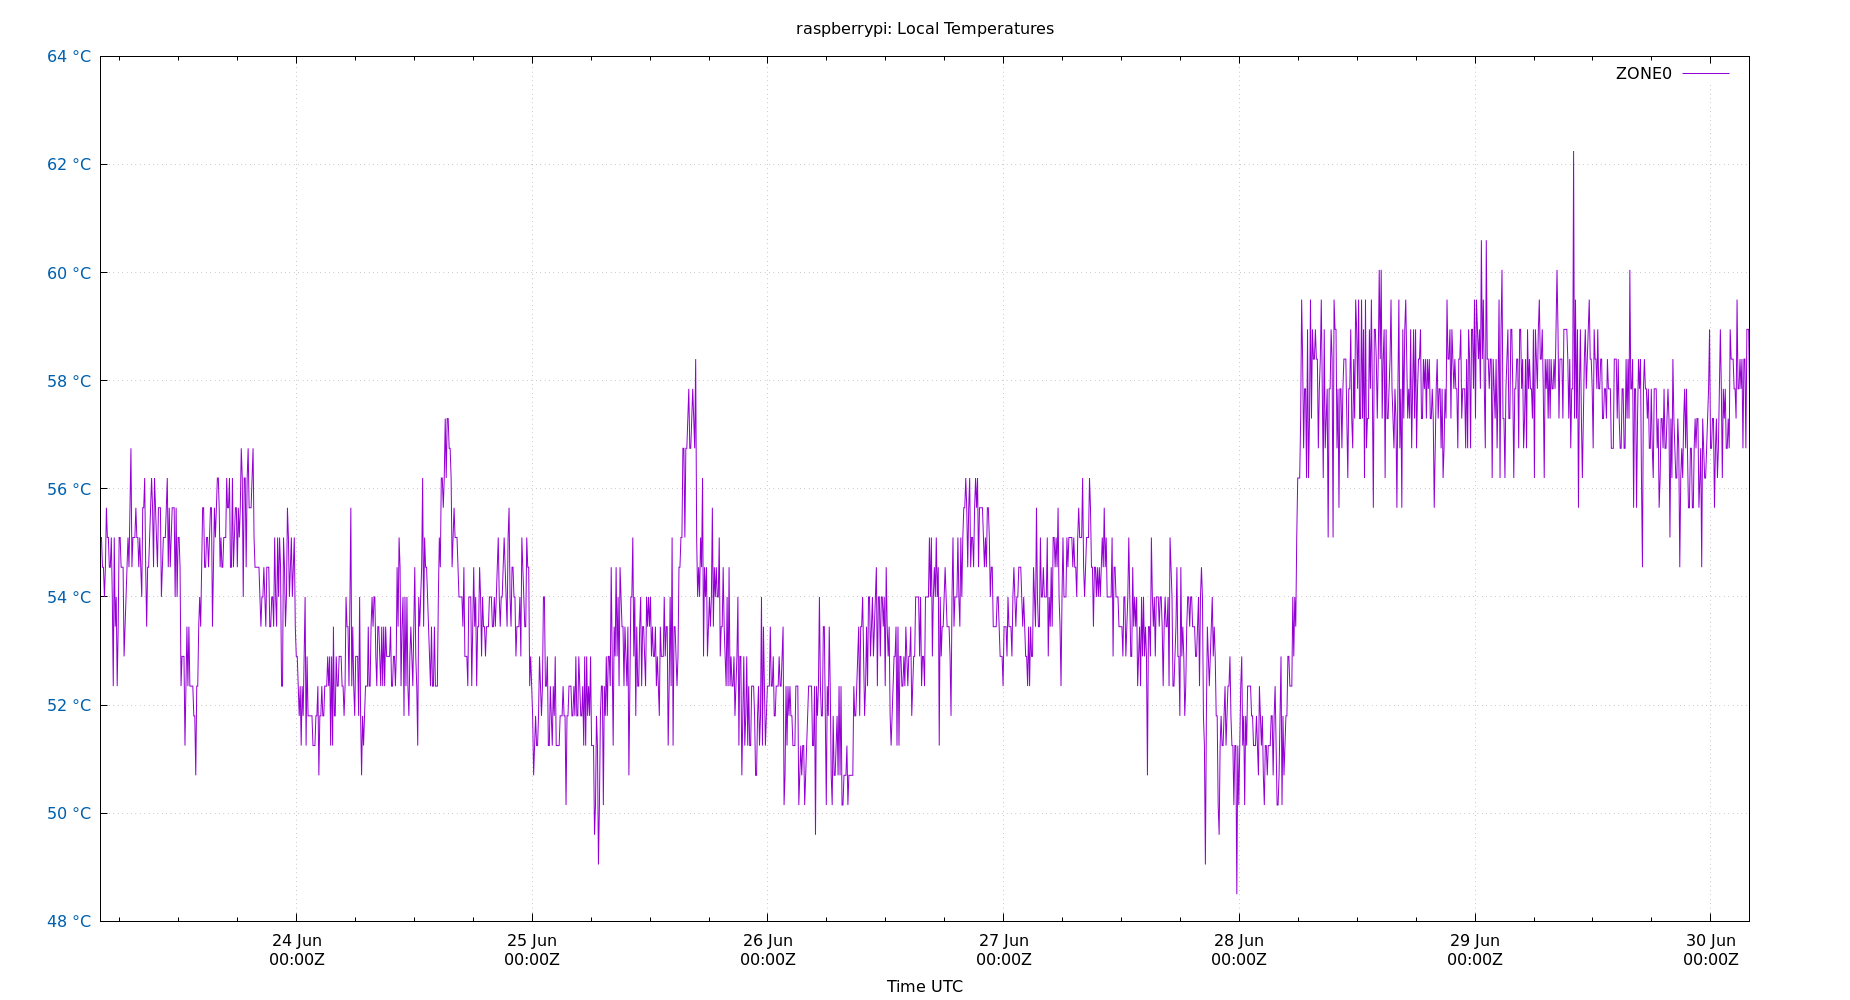 raspberrypi: Local Temperatures
64 °C
ZONE0
62 °C
60 °C
58 °C
56 °C
54 °C
52 °C
50 °C
48 °C
24 Jun 25 Jun 26 Jun 27 Jun 28 Jun 29 Jun 30 Jun
00:00Z 00:00Z 00:00Z 00:00Z 00:00Z 00:00Z 00:00Z
Time UTC